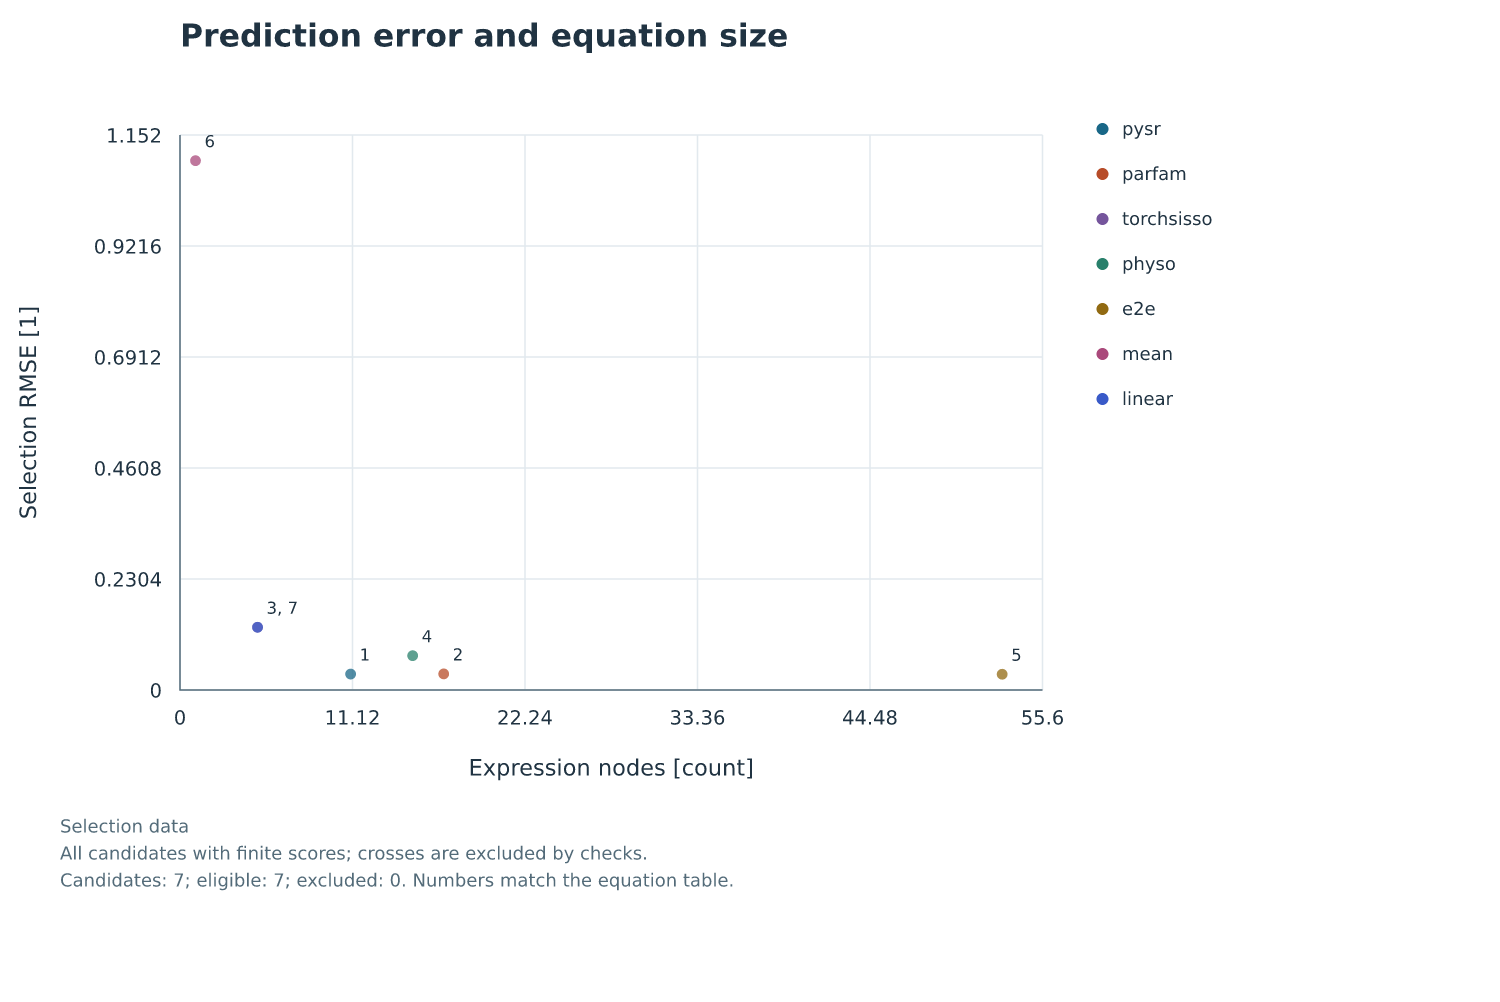 Prediction error and equation size
1.152
0.9216
0.6912
0.4608
0.2304
0
Selection RMSE [1]
6
3, 7
1
4
2
5
0
11.12
22.24
33.36
44.48
55.6
Expression nodes [count]
pysr
parfam
torchsisso
physo
e2e
mean
linear
Selection data
All candidates with finite scores; crosses are excluded by checks.
Candidates: 7; eligible: 7; excluded: 0. Numbers match the equation table.